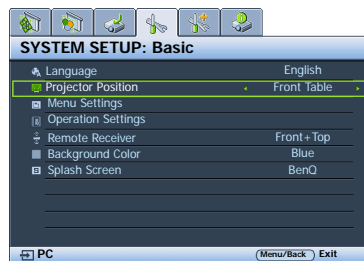 SYSTEM SETUP: Basic
Language English
Projector Position Front Table
Menu Settings
Operation Settings
Remote Receiver Front+Top
Background Color Blue
Splash Screen BenQ
PC Menu/Back Exit